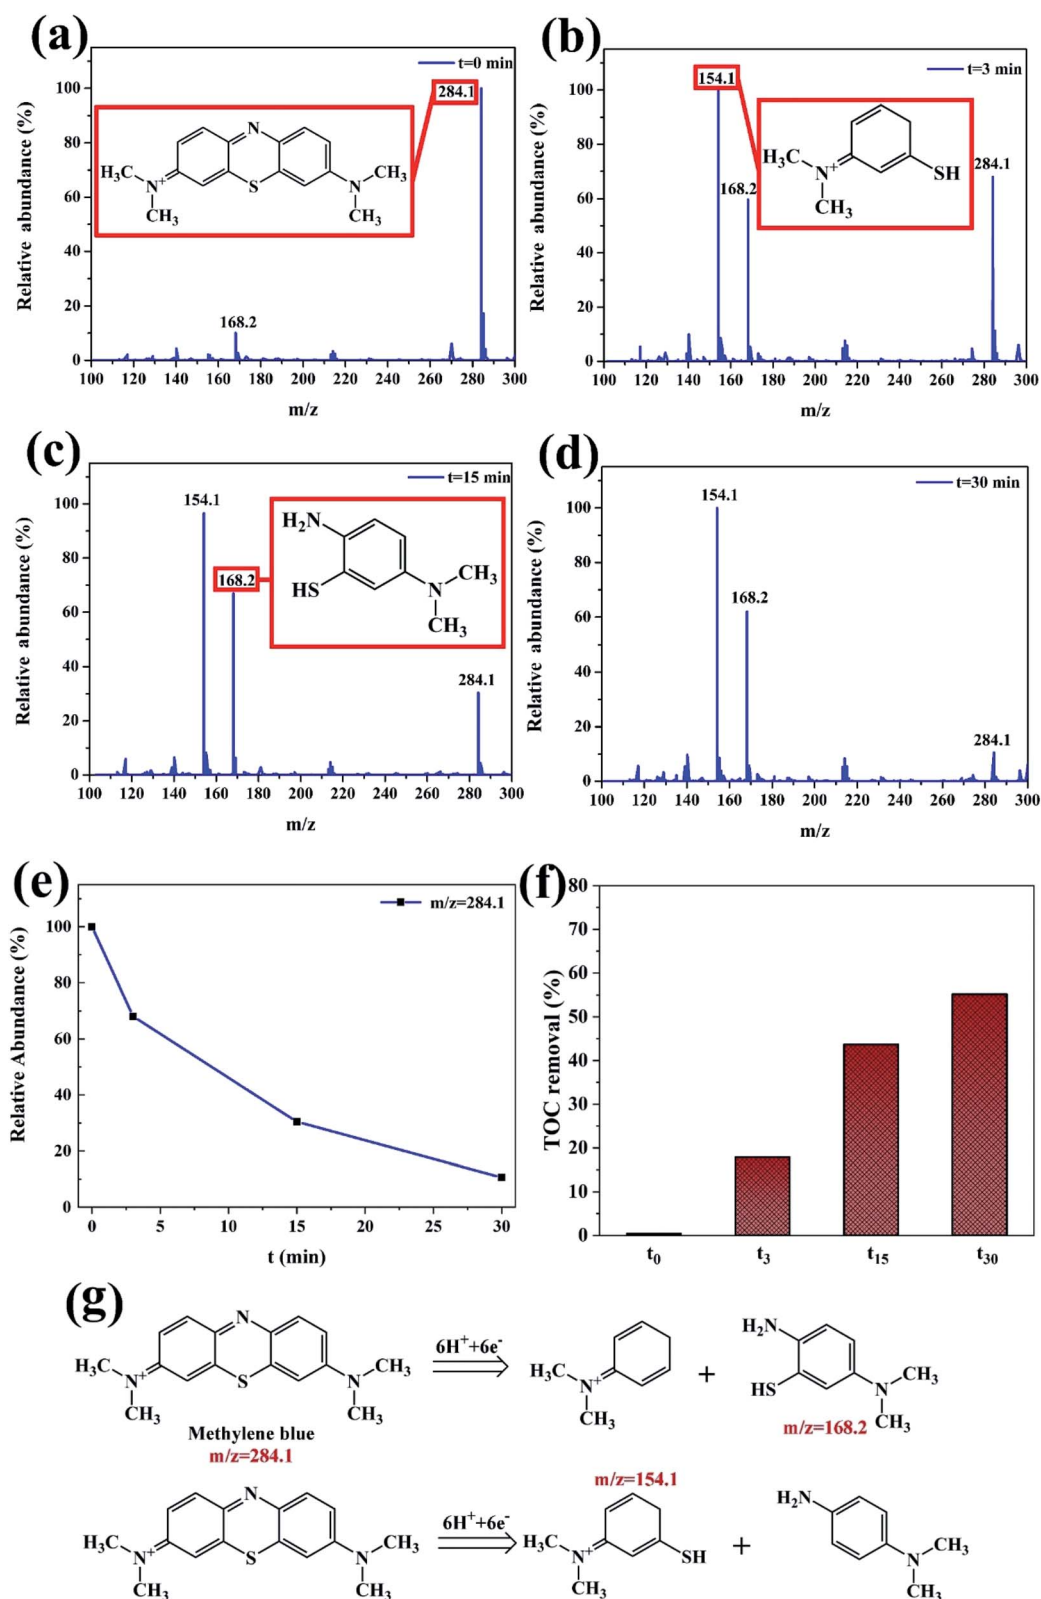 (a)
t=0 min
284.1
168.2
N
S
H3C
N+
CH3
N
CH3
CH3
0
20
40
60
80
100
Relative abundance (%)
100 120 140 160 180 200 220 240 260 280 300
m/z
(b)
t=3 min
154.1
168.2
284.1
H3C
N+
CH3
SH
0
20
40
60
80
100
Relative abundance (%)
100 120 140 160 180 200 220 240 260 280 300
m/z
(c)
t=15 min
154.1
168.2
284.1
H2N
HS
N
CH3
CH3
0
20
40
60
80
100
Relative abundance (%)
100 120 140 160 180 200 220 240 260 280 300
m/z
(d)
t=30 min
154.1
168.2
284.1
0
20
40
60
80
100
Relative abundance (%)
100 120 140 160 180 200 220 240 260 280 300
m/z
(e)
m/z=284.1
0
20
40
60
80
100
Relative Abundance (%)
0 5 10 15 20 25 30
t (min)
(f)
0
10
20
30
40
50
60
70
80
TOC removal (%)
t0 t3 t15 t30
(g)
N
S
H3C
N+
CH3
N
CH3
CH3
Methylene blue
m/z=284.1
6H++6e-
H3C
N+
CH3
+
H2N
HS
N
CH3
CH3
m/z=168.2
N
S
H3C
N+
CH3
N
CH3
CH3
6H++6e-
m/z=154.1
H3C
N+
CH3
SH
+
H2N
N
CH3
CH3